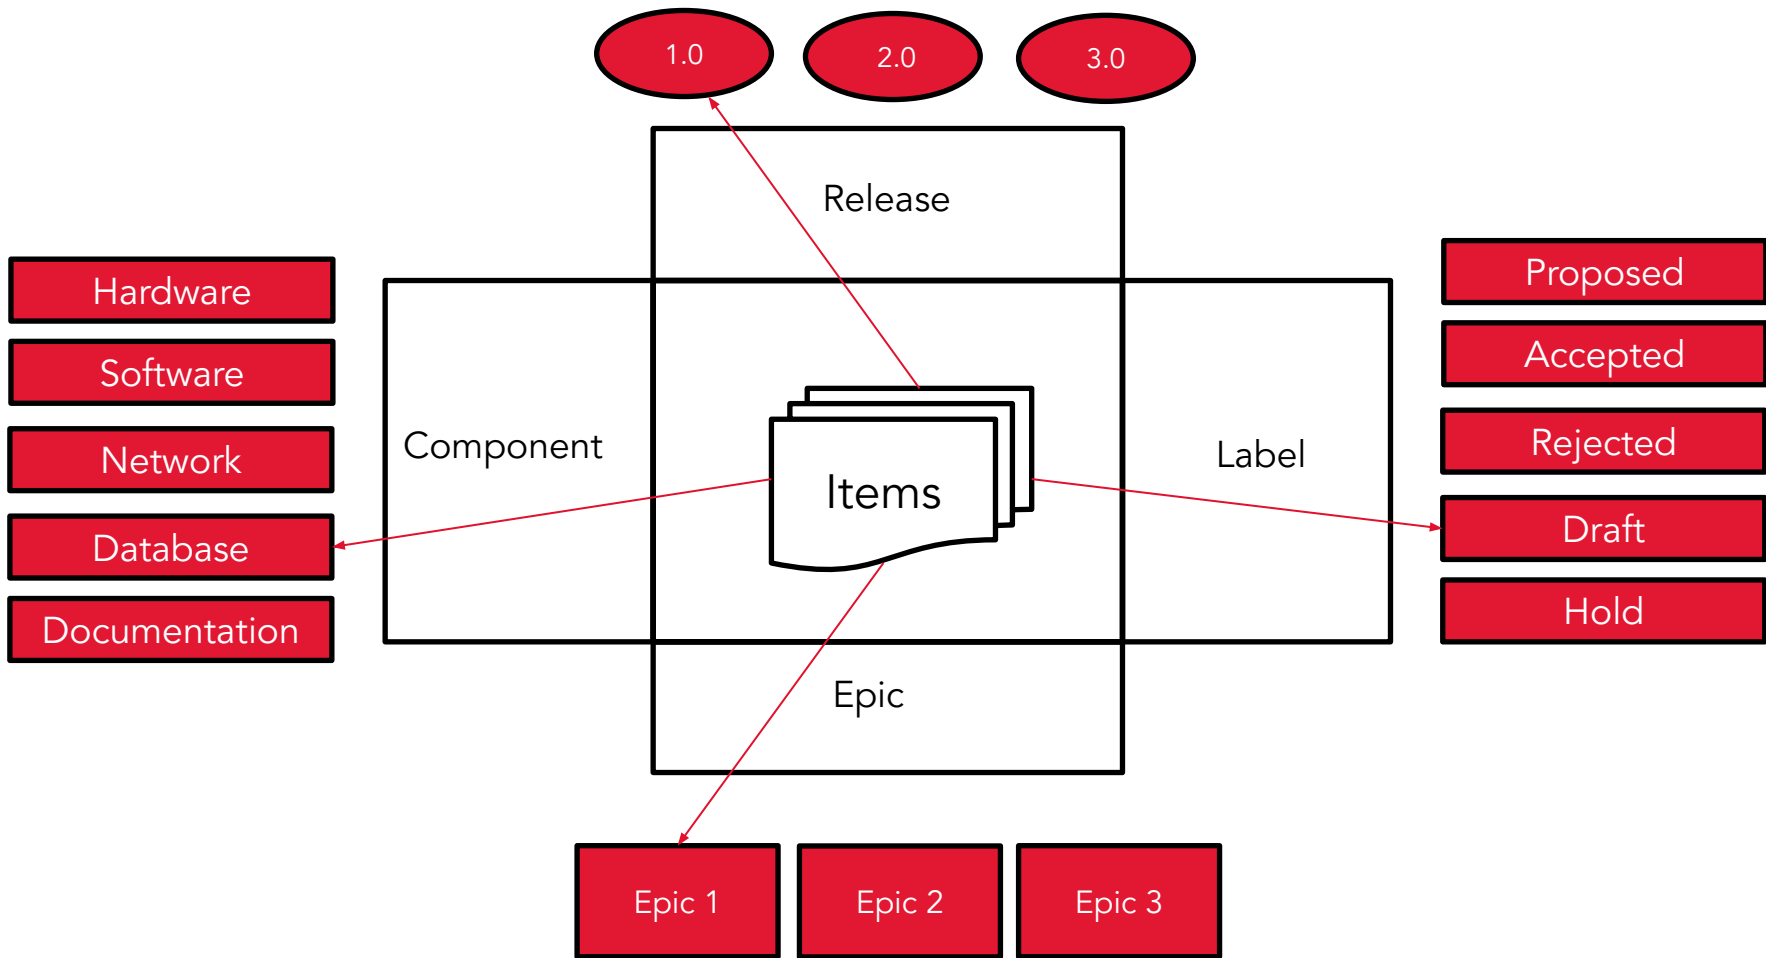 1.0
2.0
3.0
Release
Hardware
Software
Network
Database
Documentation
Component
Items
Label
Proposed
Accepted
Rejected
Draft
Hold
Epic
Epic 1
Epic 2
Epic 3